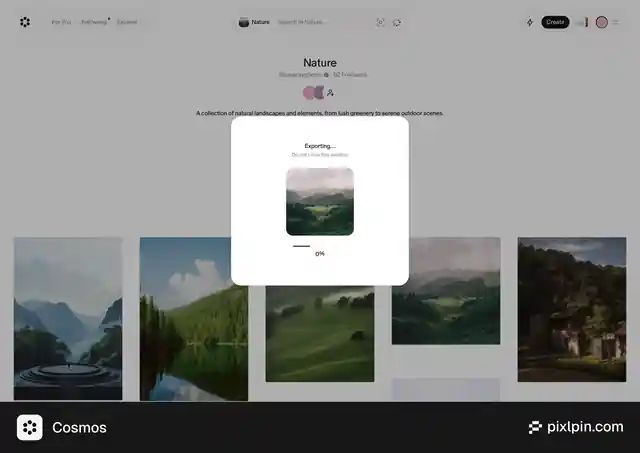 For You Following
Nature Search in Nature...
Create
Nature
52 Followers
A collection of natural landscapes and elements, from lush greenery to serene outdoor scenes.
Exporting...
Do not close this window
0%
Cosmos
pixlpin.com